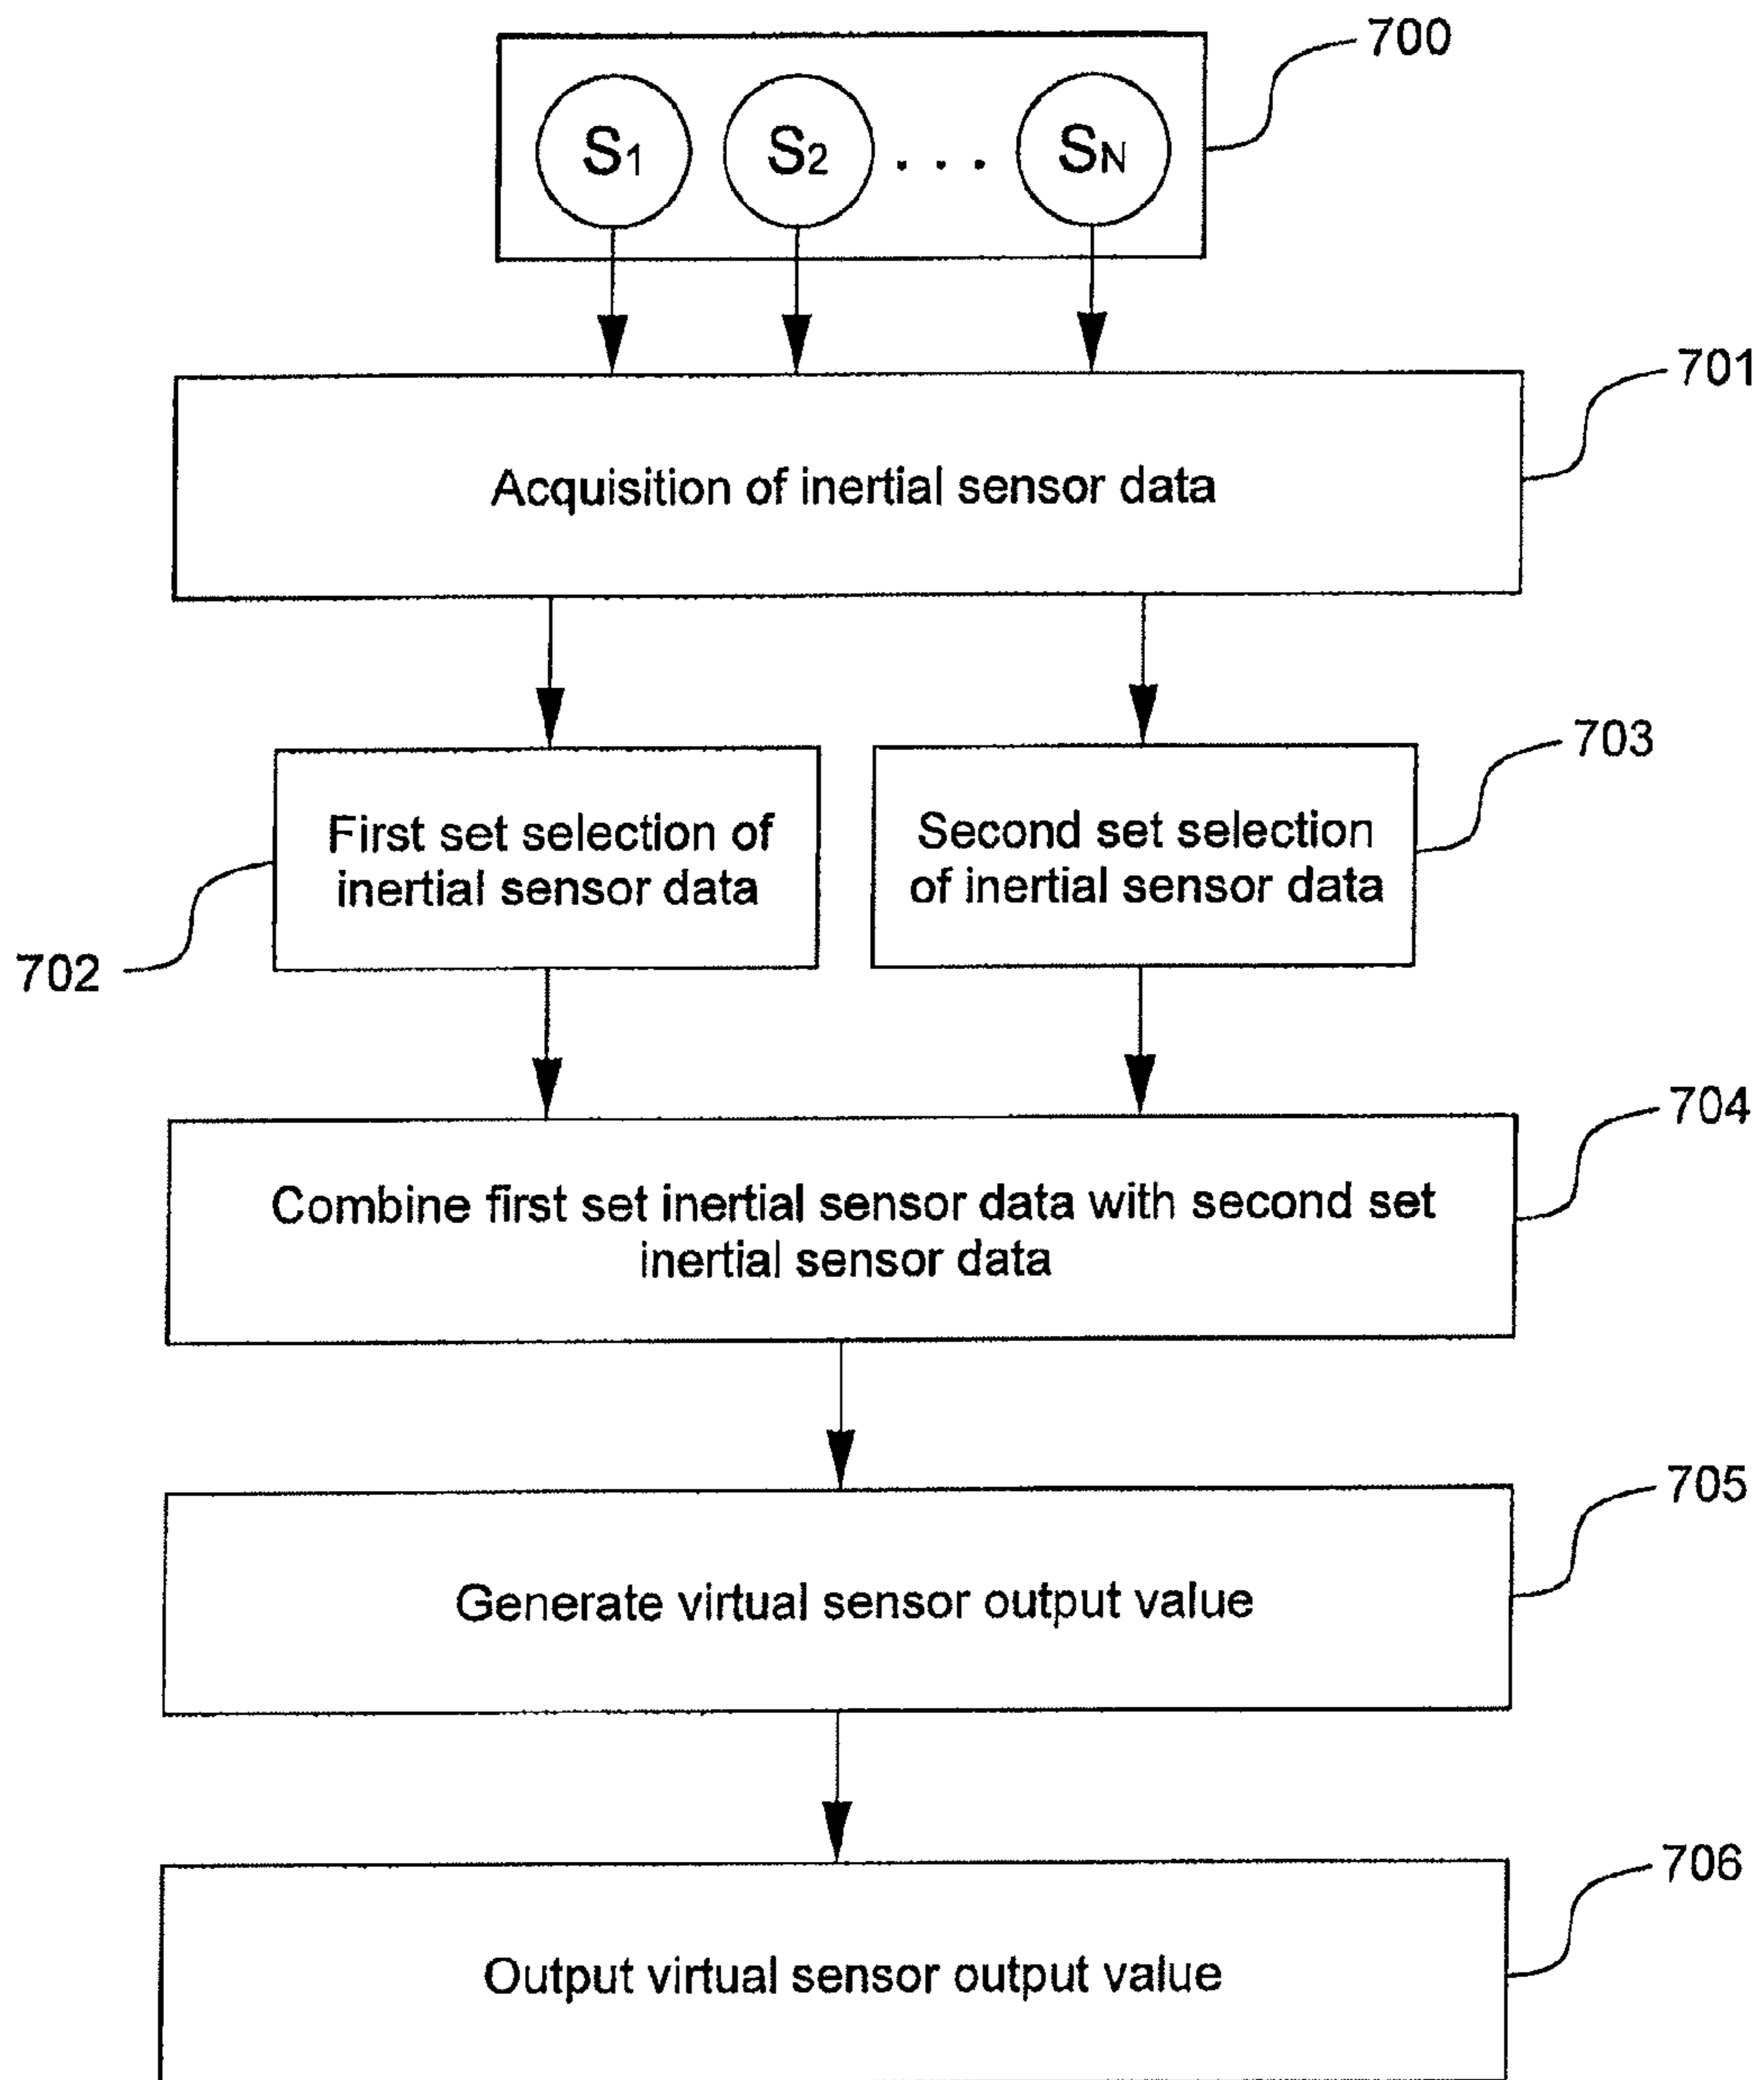 700
S1 S2 . . . SN
701
Acquisition of inertial sensor data
703
First set selection of
inertial sensor data
Second set selection
of inertial sensor data
702
704
Combine first set inertial sensor data with second set
inertial sensor data
705
Generate virtual sensor output value
706
Output virtual sensor output value